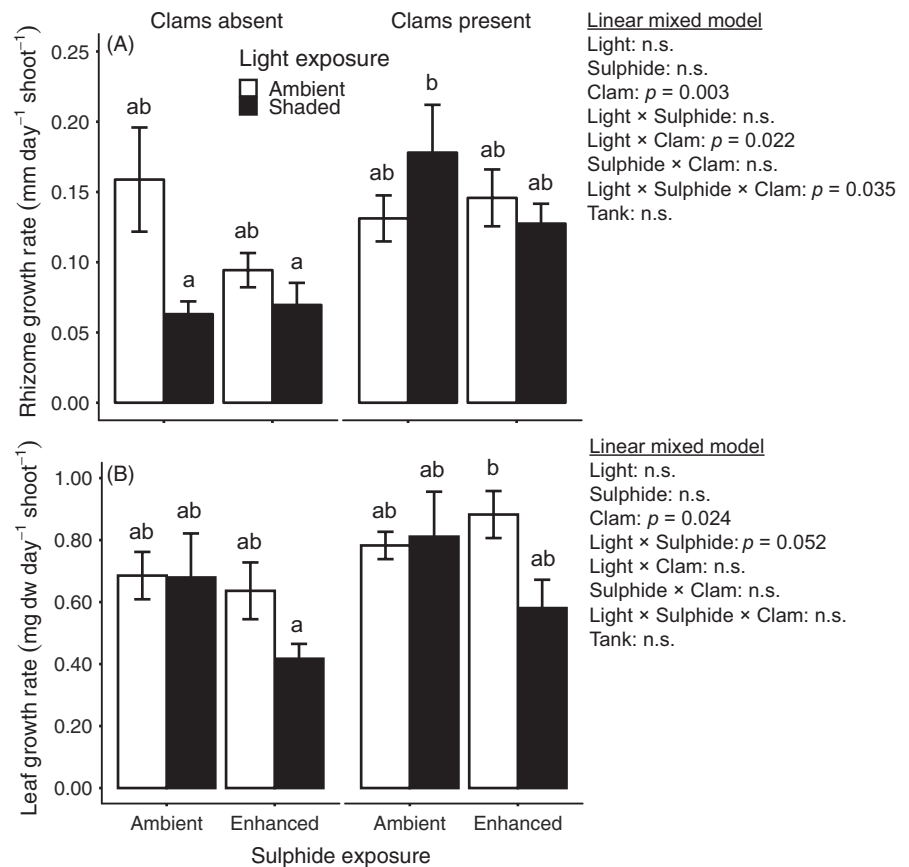 Clams absent
Clams present
(A)
Light exposure
Ambient
Shaded
Rhizome growth rate (mm day⁻¹ shoot⁻¹)
0.25
0.20
0.15
0.10
0.05
0.00
ab
a
ab
a
ab
b
ab
ab
Linear mixed model
Light: n.s.
Sulphide: n.s.
Clam: p = 0.003
Light × Sulphide: n.s.
Light × Clam: p = 0.022
Sulphide × Clam: n.s.
Light × Sulphide × Clam: p = 0.035
Tank: n.s.
(B)
Leaf growth rate (mg dw day⁻¹ shoot⁻¹)
1.00
0.80
0.60
0.40
0.20
0.00
ab
ab
ab
a
ab
ab
b
ab
Linear mixed model
Light: n.s.
Sulphide: n.s.
Clam: p = 0.024
Light × Sulphide: p = 0.052
Light × Clam: n.s.
Sulphide × Clam: n.s.
Light × Sulphide × Clam: n.s.
Tank: n.s.
Ambient
Enhanced
Ambient
Enhanced
Sulphide exposure